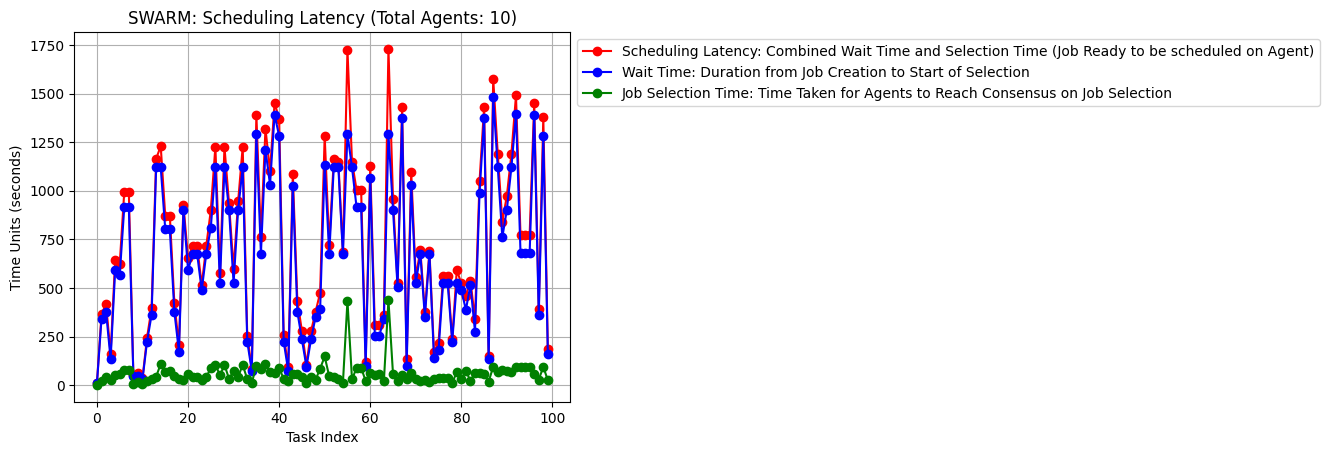 SWARM: Scheduling Latency (Total Agents: 10)
Scheduling Latency: Combined Wait Time and Selection Time (Job Ready to be scheduled on Agent)
Wait Time: Duration from Job Creation to Start of Selection
Job Selection Time: Time Taken for Agents to Reach Consensus on Job Selection
Time Units (seconds)
1750
1500
1250
1000
750
500
250
0
0 20 40 60 80 100
Task Index